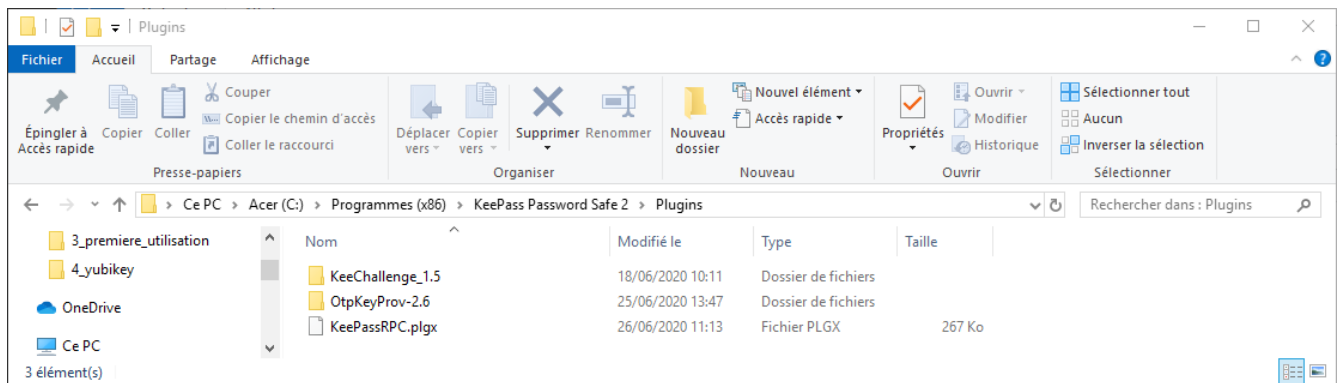 Plugins
Fichier Accueil Partage Affichage
Épingler à Accès rapide
Copier
Coller
Couper
Copier le chemin d'accès
Coller le raccourci
Presse-papiers
Déplacer vers
Copier vers
Supprimer
Renommer
Organiser
Nouveau dossier
Nouvel élément
Accès rapide
Nouveau
Propriétés
Ouvrir
Modifier
Historique
Ouvrir
Sélectionner tout
Aucun
Inverser la sélection
Sélectionner
Ce PC > Acer (C:) > Programmes (x86) > KeePass Password Safe 2 > Plugins
Rechercher dans : Plugins
3_premiere_utilisation
4_yubikey
OneDrive
Ce PC
Nom Modifié le Type Taille
KeeChallenge_1.5 18/06/2020 10:11 Dossier de fichiers
OtpKeyProv-2.6 25/06/2020 13:47 Dossier de fichiers
KeePassRPC.plgx 26/06/2020 11:13 Fichier PLGX 267 Ko
3 élément(s)